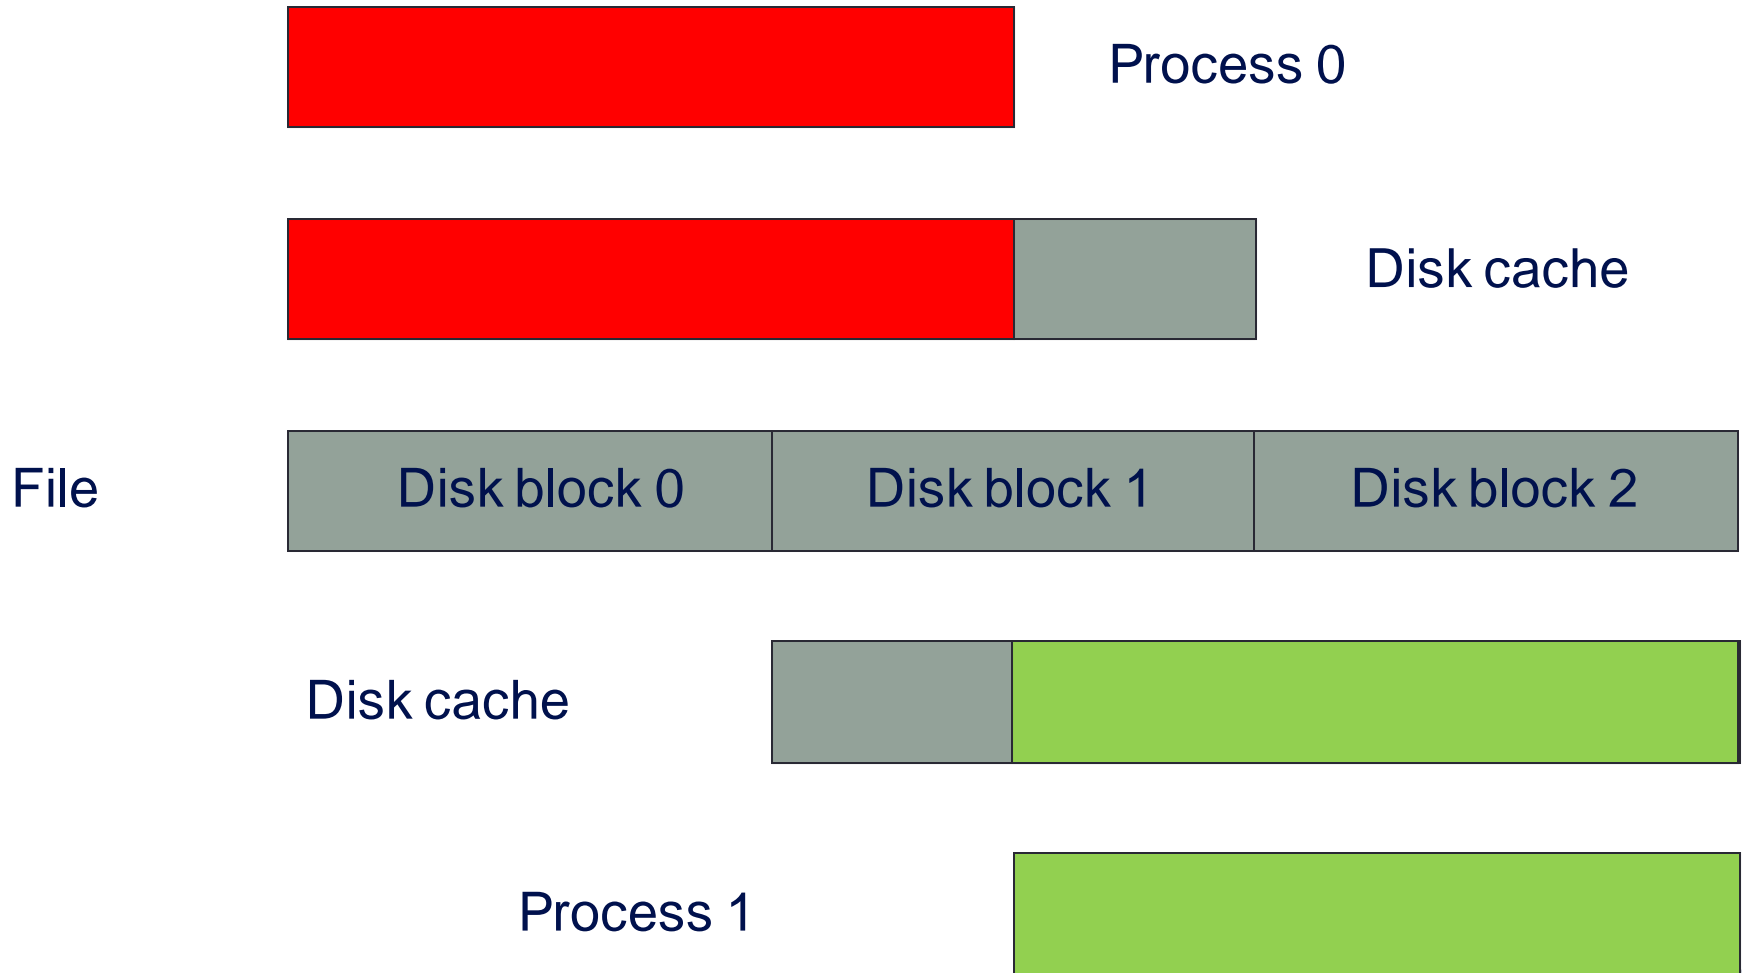 Process 0
Disk cache
File
Disk block 0
Disk block 1
Disk block 2
Disk cache
Process 1